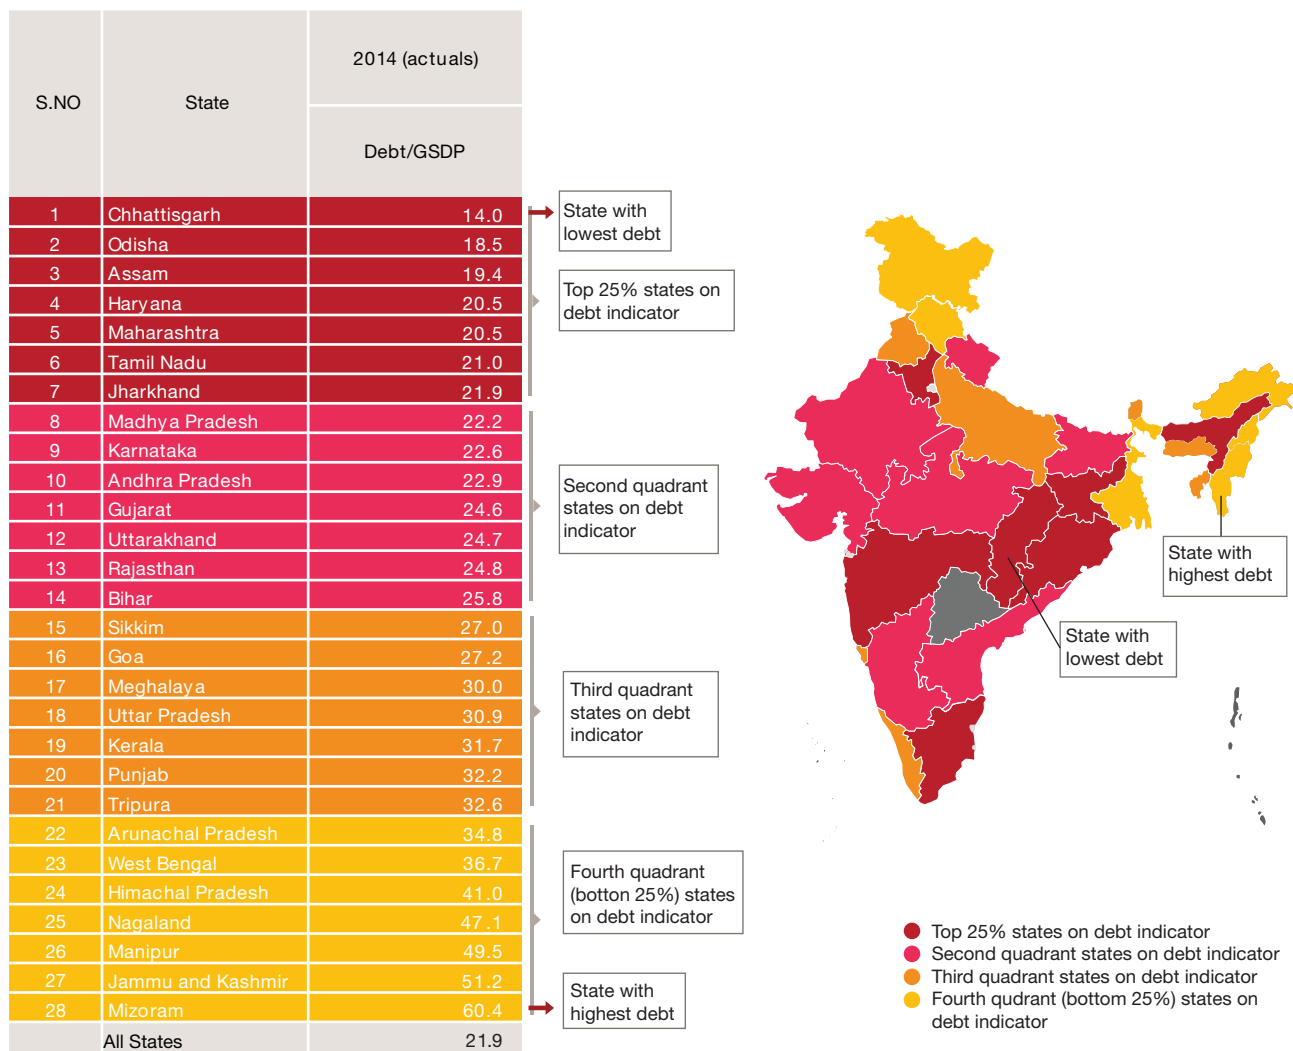 S.NO
State
2014 (actuals)
Debt/GSDP
1 Chhattisgarh 14.0
2 Odisha 18.5
3 Assam 19.4
4 Haryana 20.5
5 Maharashtra 20.5
6 Tamil Nadu 21.0
7 Jharkhand 21.9
8 Madhya Pradesh 22.2
9 Karnataka 22.6
10 Andhra Pradesh 22.9
11 Gujarat 24.6
12 Uttarakhand 24.7
13 Rajasthan 24.8
14 Bihar 25.8
15 Sikkim 27.0
16 Goa 27.2
17 Meghalaya 30.0
18 Uttar Pradesh 30.9
19 Kerala 31.7
20 Punjab 32.2
21 Tripura 32.6
22 Arunachal Pradesh 34.8
23 West Bengal 36.7
24 Himachal Pradesh 41.0
25 Nagaland 47.1
26 Manipur 49.5
27 Jammu and Kashmir 51.2
28 Mizoram 60.4
All States 21.9
State with
lowest debt
Top 25% states on
debt indicator
Second quadrant
states on debt
indicator
Third quadrant
states on debt
indicator
Fourth quadrant
(botton 25%) states
on debt indicator
State with
highest debt
State with
highest debt
State with
lowest debt
Top 25% states on debt indicator
Second quadrant states on debt indicator
Third quadrant states on debt indicator
Fourth qudrant (bottom 25%) states on
debt indicator